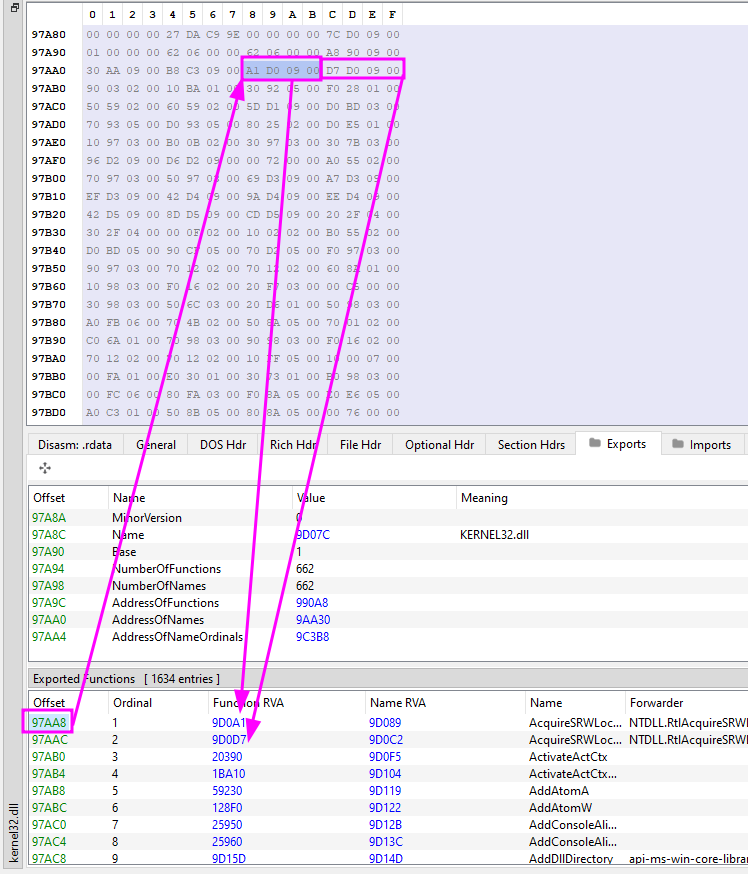 0 1 2 3 4 5 6 7 8 9 A B C D E F
97A80 00 00 00 00 27 DA C9 9E 00 00 00 00 7C D0 09 00
97A90 01 00 00 00 62 06 00 00 62 06 00 00 A8 90 09 00
97AA0 30 AA 09 00 B8 C3 09 00 A1 D0 09 00 D7 D0 09 00
97AB0 90 03 02 00 10 BA 01 00 30 92 05 00 F0 28 01 00
97AC0 50 59 02 00 60 59 02 00 5D D1 09 00 D0 BD 03 00
97AD0 70 93 05 00 D0 93 05 00 80 25 02 00 D0 E5 01 00
97AE0 10 97 03 00 B0 0B 02 00 30 97 03 00 30 7B 03 00
97AF0 96 D2 09 00 D6 D2 09 00 00 72 00 00 A0 55 02 00
97B00 70 97 03 00 50 97 03 00 69 D3 09 00 A7 D3 09 00
97B10 EF D3 09 00 42 D4 09 00 9A D4 09 00 EE D4 09 00
97B20 42 D5 09 00 8D D5 09 00 CD D5 09 00 20 2F 04 00
97B30 30 2F 04 00 00 0F 02 00 10 02 02 00 B0 55 02 00
97B40 D0 BD 05 00 90 05 00 70 D2 05 00 F0 97 03 00
97B50 90 97 03 00 70 12 02 00 70 12 02 00 60 8A 01 00
97B60 10 98 03 00 F0 16 02 00 20 F7 03 00 00 00 00
97B70 30 98 03 00 50 6C 03 00 20 D6 01 00 50 98 03 00
97B80 A0 FB 06 00 70 4B 02 00 50 8A 05 00 70 01 02 00
97B90 C0 6A 01 00 70 98 03 00 90 98 03 00 F0 16 02 00
97BA0 70 12 02 00 70 12 02 00 10 05 00 10 00 07 00
97BB0 00 FA 01 00 E0 30 01 00 30 73 01 00 B0 98 03 00
97BC0 00 FC 06 00 80 FA 03 00 F0 8A 05 00 20 E6 05 00
97BD0 A0 C3 01 00 50 8B 05 00 80 8A 05 00 00 76 00 00
Disasm: .rdata General DOS Hdr Rich Hdr File Hdr Optional Hdr Section Hdrs Exports Imports
Offset Name Value Meaning
97A8A MinorVersion 0
97A8C Name 9D07C KERNEL32.dll
97A90 Base 1
97A94 NumberOfFunctions 662
97A98 NumberOfNames 662
97A9C AddressOfFunctions 990A8
97AA0 AddressOfNames 9AA30
97AA4 AddressOfNameOrdinals 9C3B8
Exported Functions [ 1634 entries ]
Offset Ordinal Function RVA Name RVA Name Forwarder
97AA8 1 9D0A1 9D089 AcquireSRWLoc... NTDLL.RtlAcquireSRWl
97AAC 2 9D0D7 9D0C2 AcquireSRWLoc... NTDLL.RtlAcquireSRWl
97AB0 3 20390 9D0F5 ActivateActCtx
97AB4 4 1BA10 9D104 ActivateActCtx...
97AB8 5 59230 9D119 AddAtomA
97ABC 6 128F0 9D122 AddAtomW
97AC0 7 25950 9D12B AddConsoleAli...
97AC4 8 25960 9D13C AddConsoleAli...
97AC8 9 9D15D 9D14D AddDllDirectory api-ms-win-core-libra
kernel32.dll